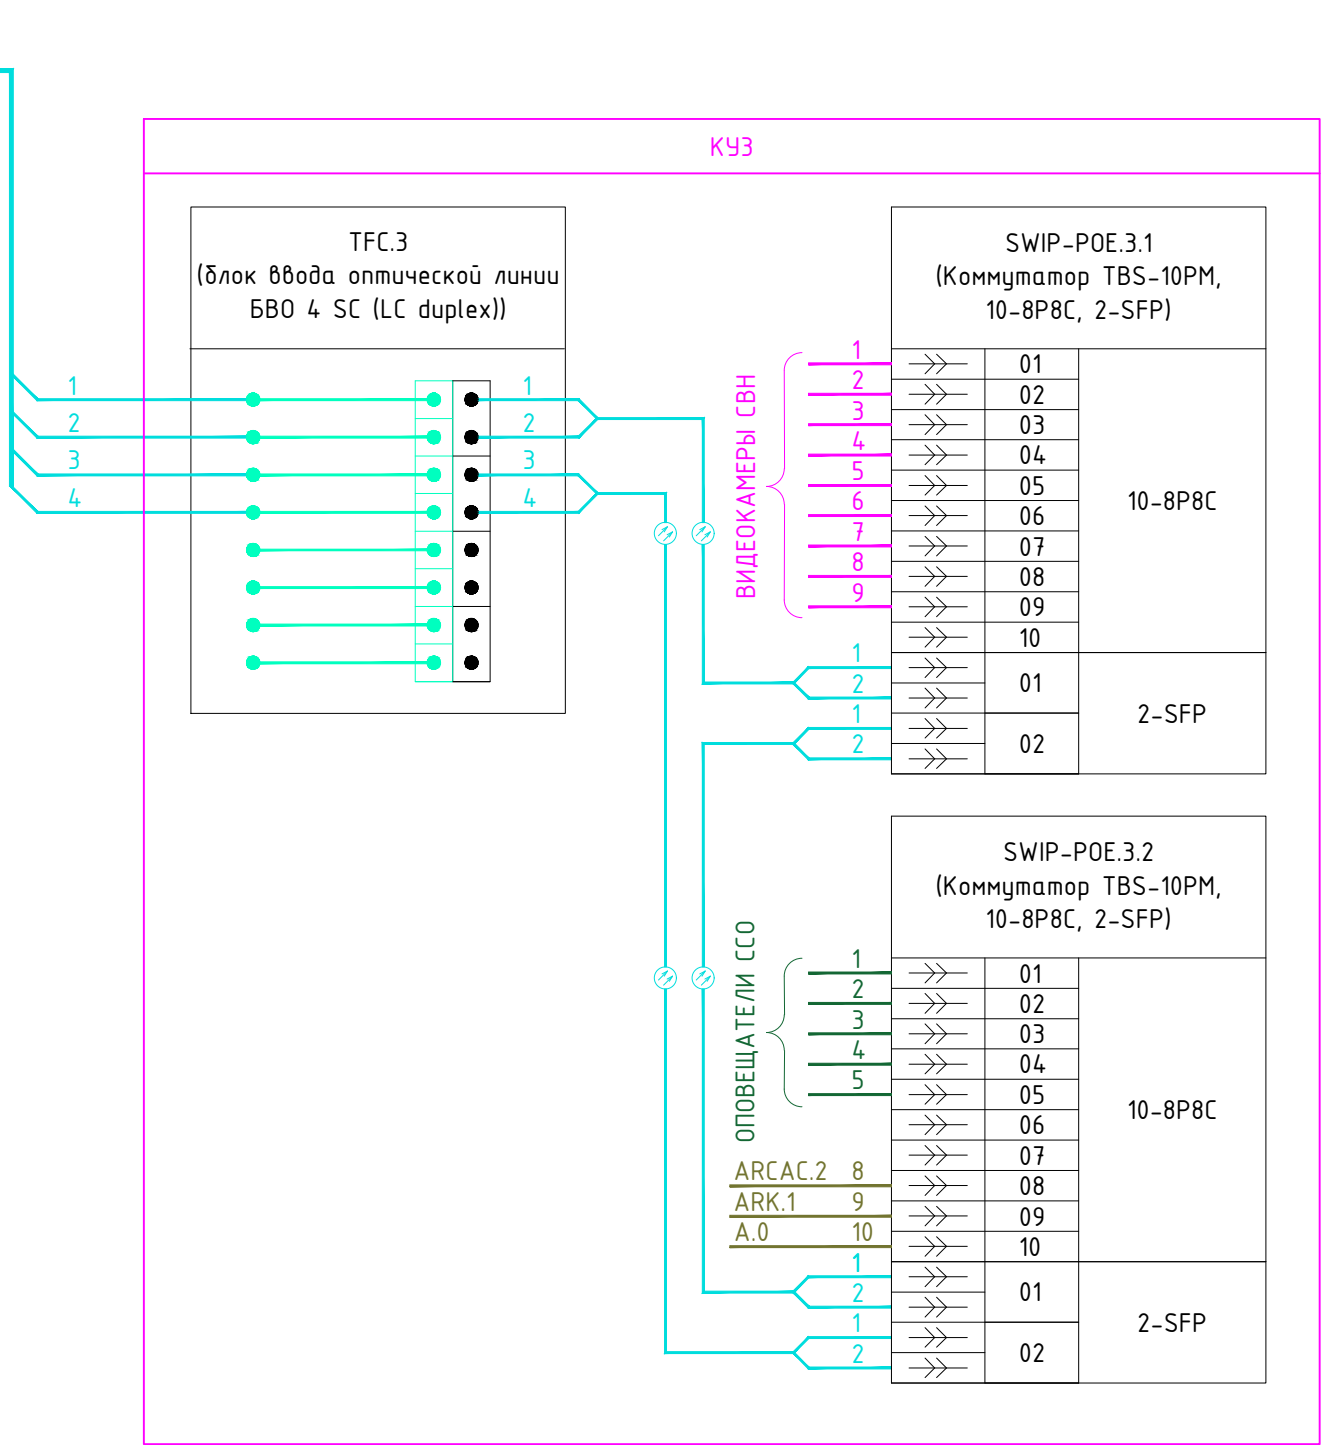 КУ3
TFC.3
(блок ввода оптической линии
БВО 4 SC (LC duplex))
1
2
3
4
1
2
3
4
SWIP-POE.3.1
(Коммутатор TBS-10PM,
10-8P8C, 2-SFP)
ВИДЕОКАМЕРЫ СВН
1
2
3
4
5
6
7
8
9
01
02
03
04
05
06
07
08
09
10
10-8P8C
1
2
1
2
01
02
2-SFP
SWIP-POE.3.2
(Коммутатор TBS-10PM,
10-8P8C, 2-SFP)
ОПОВЕЩАТЕЛИ ССО
1
2
3
4
5
ARCAC.2 8
ARK.1 9
A.0 10
01
02
03
04
05
06
07
08
09
10
10-8P8C
1
2
1
2
01
02
2-SFP